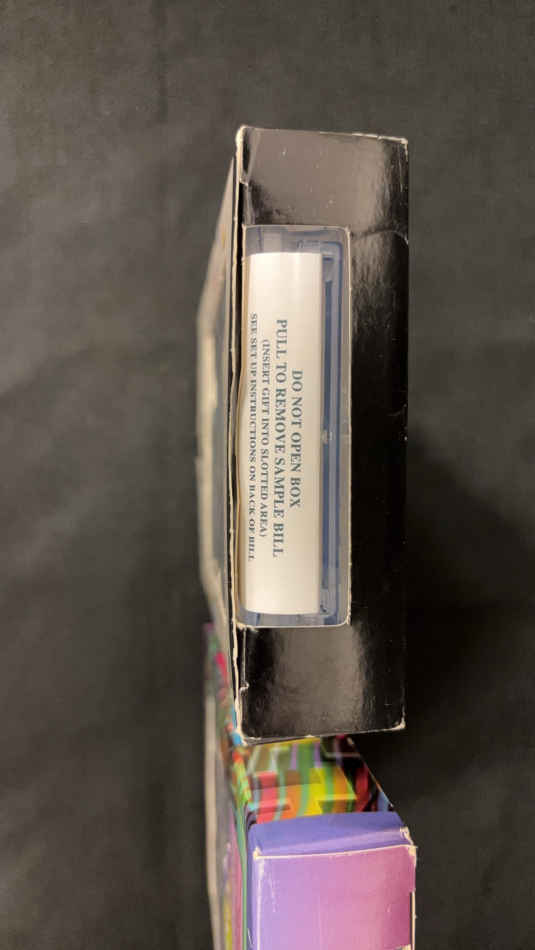 DO NOT OPEN BOX
PULL TO REMOVE SAMPLE BILL
(INSERT GIFT INTO SLOTTED AREA)
SEE SET UP INSTRUCTIONS ON BACK OF BILL